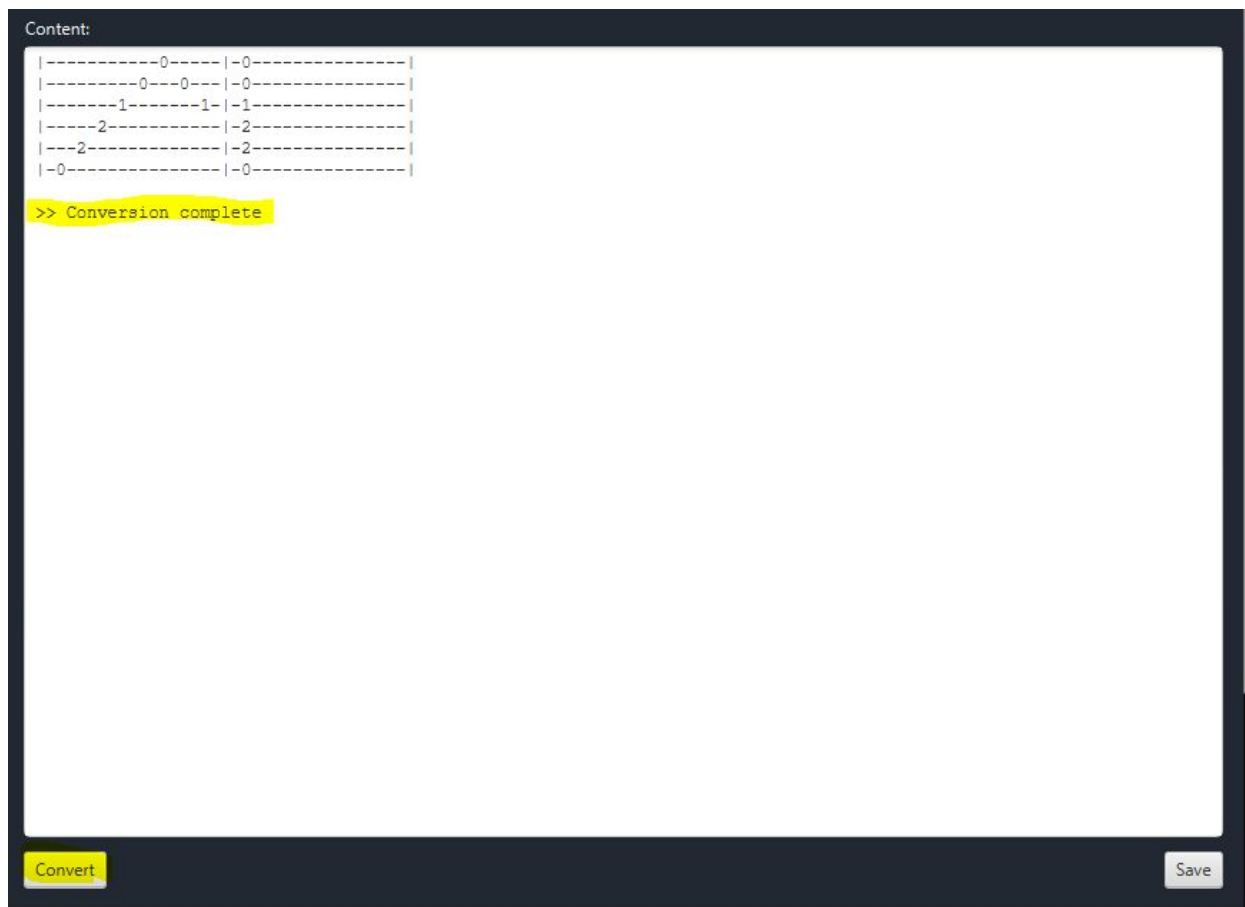 Content:
|-----------0-----|-0---------------|
|---------0---0---|-0---------------|
|-------1-------1-|-1---------------|
|-----2-----------|-2---------------|
|---2-------------|-2---------------|
|-0---------------|-0---------------|
>> Conversion complete
Convert
Save